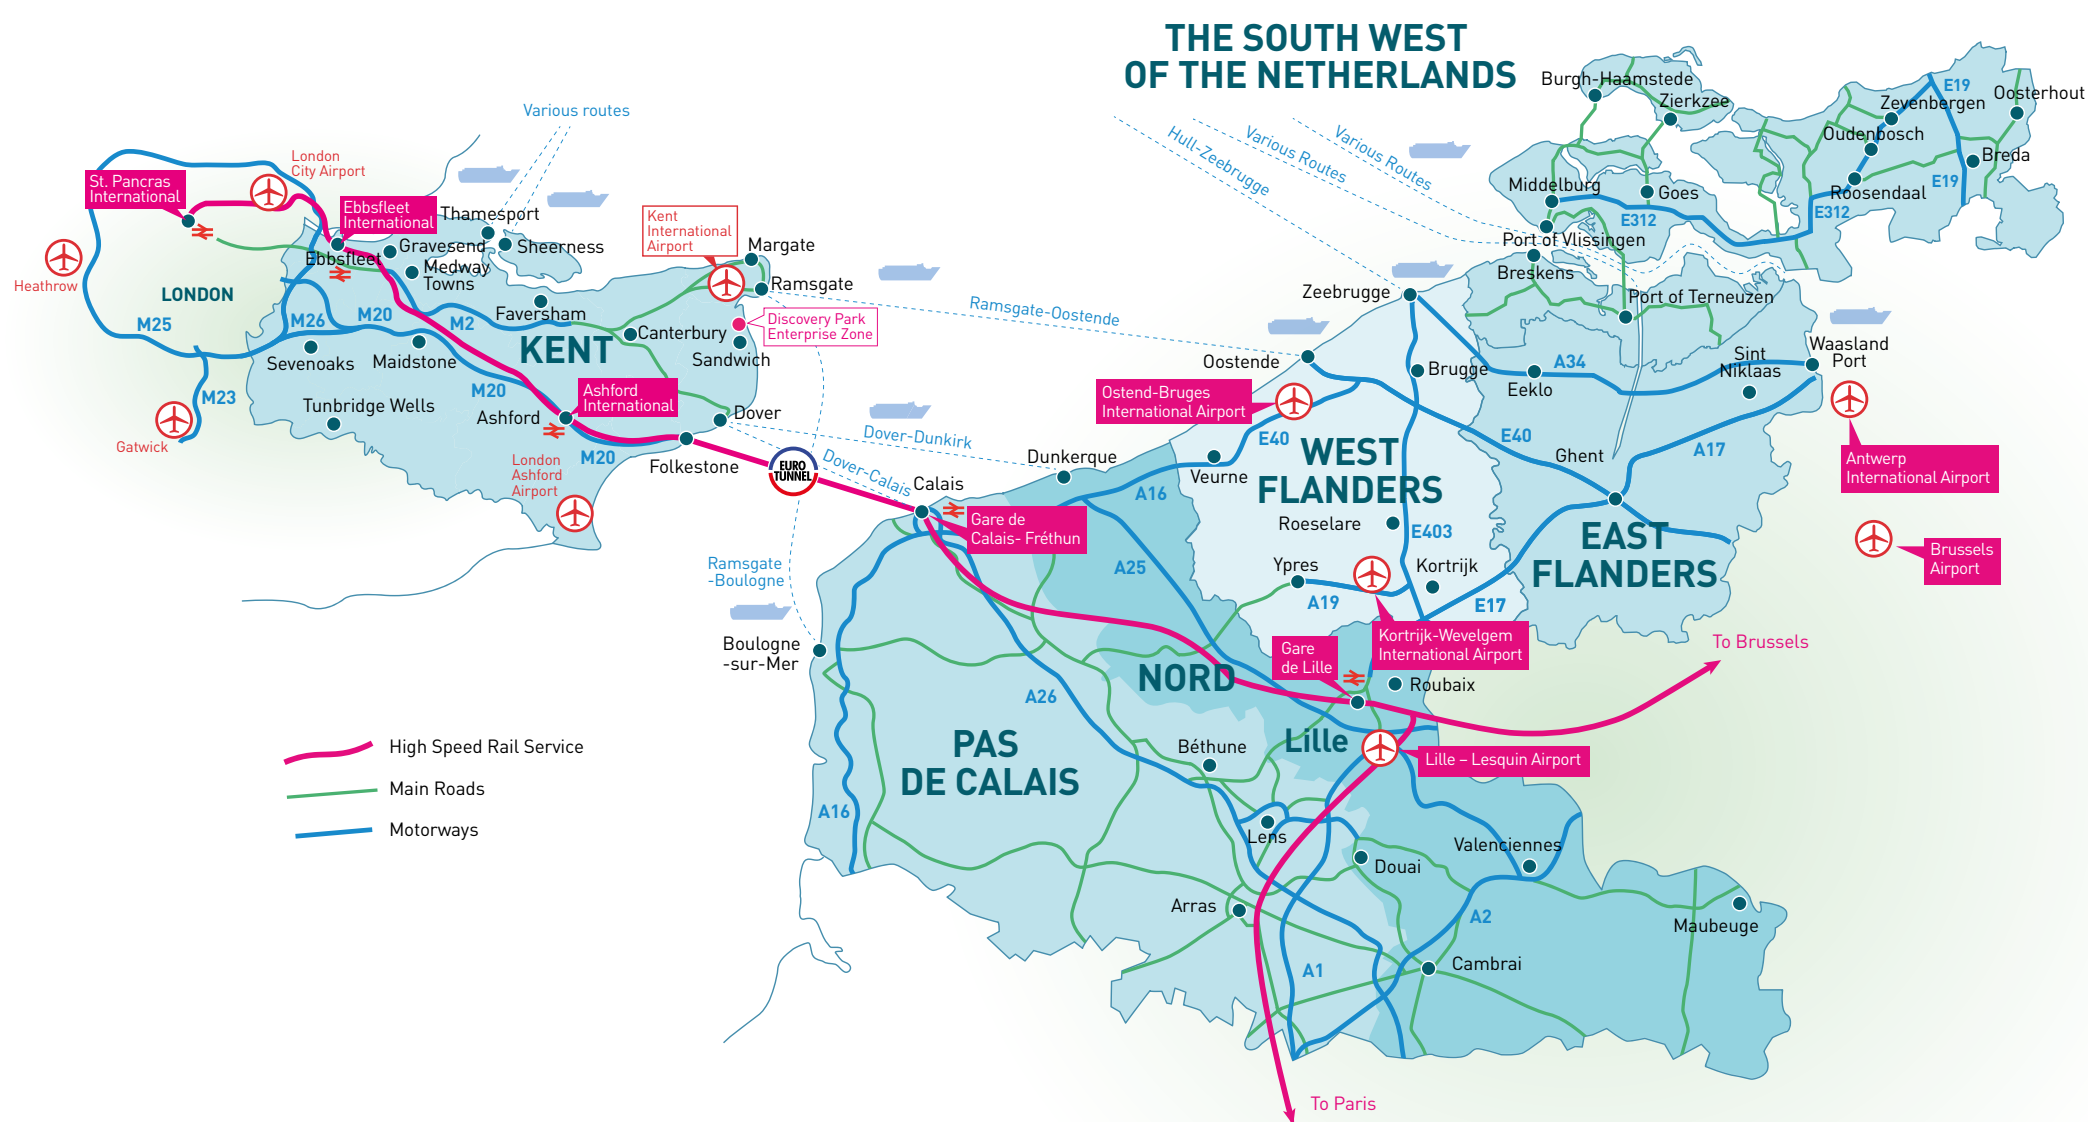 THE SOUTH WEST
OF THE NETHERLANDS
Various routes
London
City Airport
St. Pancras
International
Ebbsfleet
International
Thamesport
Gravesend
Sheerness
Ebbsfleet
Medway
Towns
Heathrow
LONDON
M25
M26
M20
M2
Faversham
Kent
International
Airport
Margate
Ramsgate
Discovery Park
Enterprise Zone
Canterbury
Sandwich
KENT
Sevenoaks
Maidstone
M20
M23
Gatwick
Tunbridge Wells
Ashford
Ashford
International
Dover
M20
Folkestone
London
Ashford
Airport
EURO
TUNNEL
Ramsgate-Oostende
Dover-Dunkirk
Dover-Calais
Ramsgate
-Boulogne
Hull-Zeebrugge
Various Routes
Various Routes
Burgh-Haamstede
Zierkzee
Middelburg
Goes
E312
Port of Vlissingen
Breskens
Port of Terneuzen
E19
Zevenbergen
Oosterhout
Oudenbosch
Breda
E19
Roosendaal
E312
Zeebrugge
Oostende
Brugge
A34
Eeklo
Sint
Niklaas
Waasland
Port
Ostend-Bruges
International Airport
E40
WEST
FLANDERS
E40
Ghent
A17
Antwerp
International Airport
Brussels
Airport
EAST
FLANDERS
Roeselare
E403
Ypres
Kortrijk
A19
E17
Kortrijk-Wevelgem
International Airport
To Brussels
Dunkerque
Veurne
A16
Calais
Gare de
Calais- Fréthun
A25
Boulogne
-sur-Mer
NORD
Gare
de Lille
Roubaix
A26
Lille
Lille – Lesquin Airport
PAS
DE CALAIS
Béthune
A16
Lens
Douai
Valenciennes
Arras
A2
Maubeuge
Cambrai
A1
To Paris
High Speed Rail Service
Main Roads
Motorways